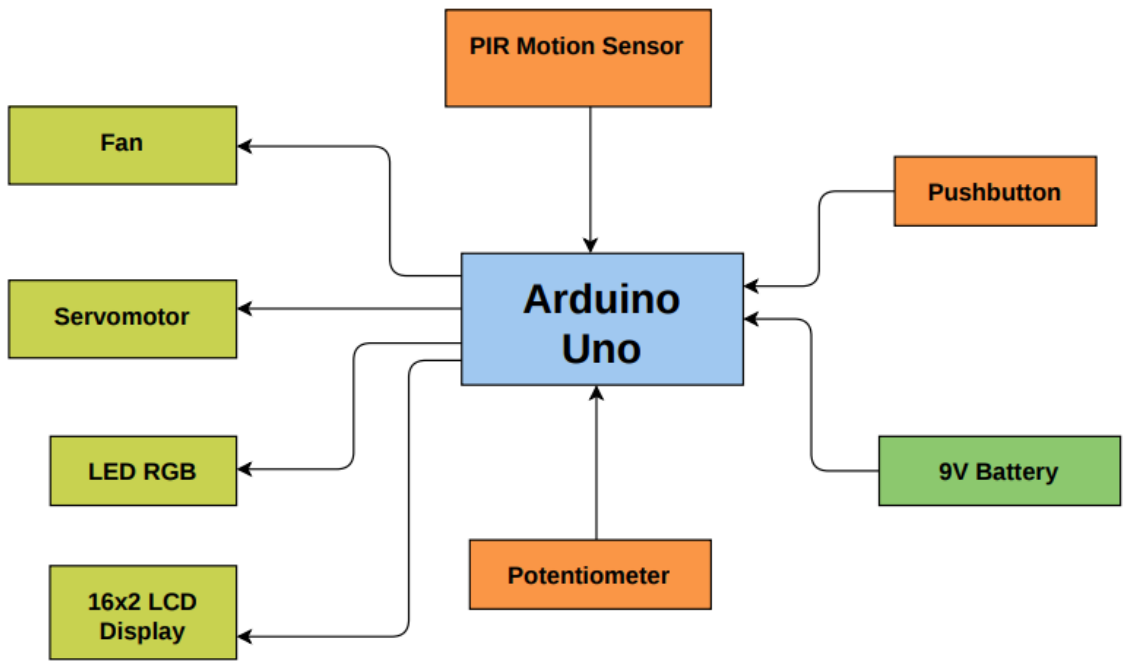 PIR Motion Sensor
Fan
Pushbutton
Arduino
Uno
Servomotor
LED RGB
9V Battery
Potentiometer
16x2 LCD
Display